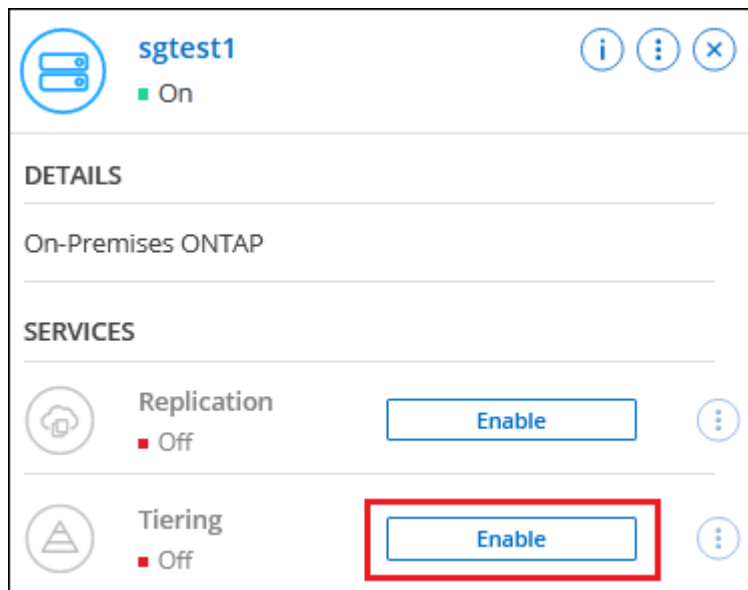 sgtest1
On
DETAILS
On-Premises ONTAP
SERVICES
Replication
Off
Enable
Tiering
Off
Enable